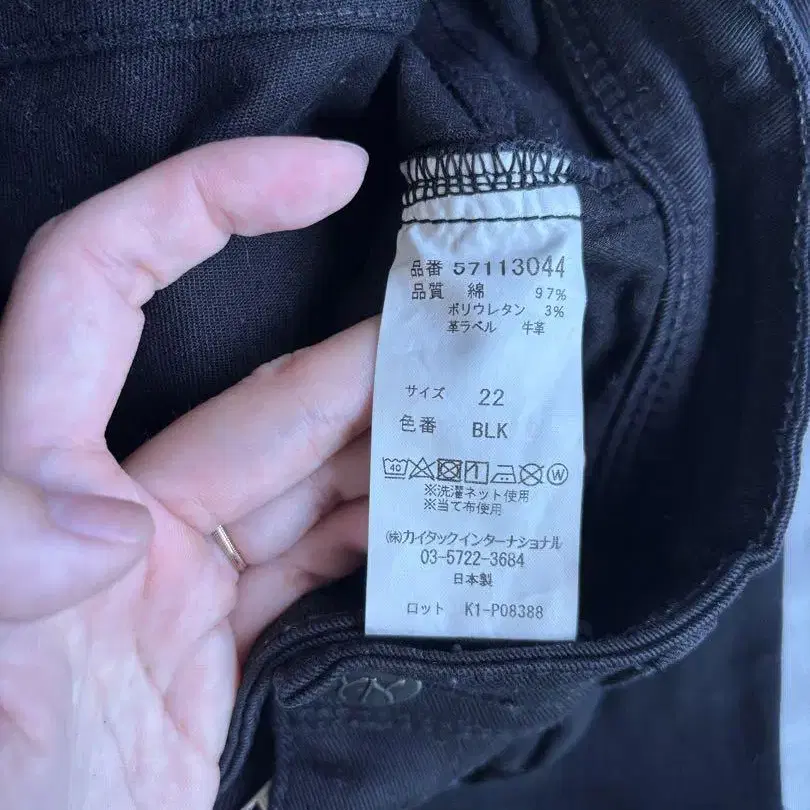 品番 57113044
品質 綿 97%
ポリウレタン 3%
革ラベル 牛革
サイズ 22
色番 BLK
40 W
※洗濯ネット使用
※当て布使用
㈱カイタックインターナショナル
03-5722-3684
日本製
ロット K1-P08388